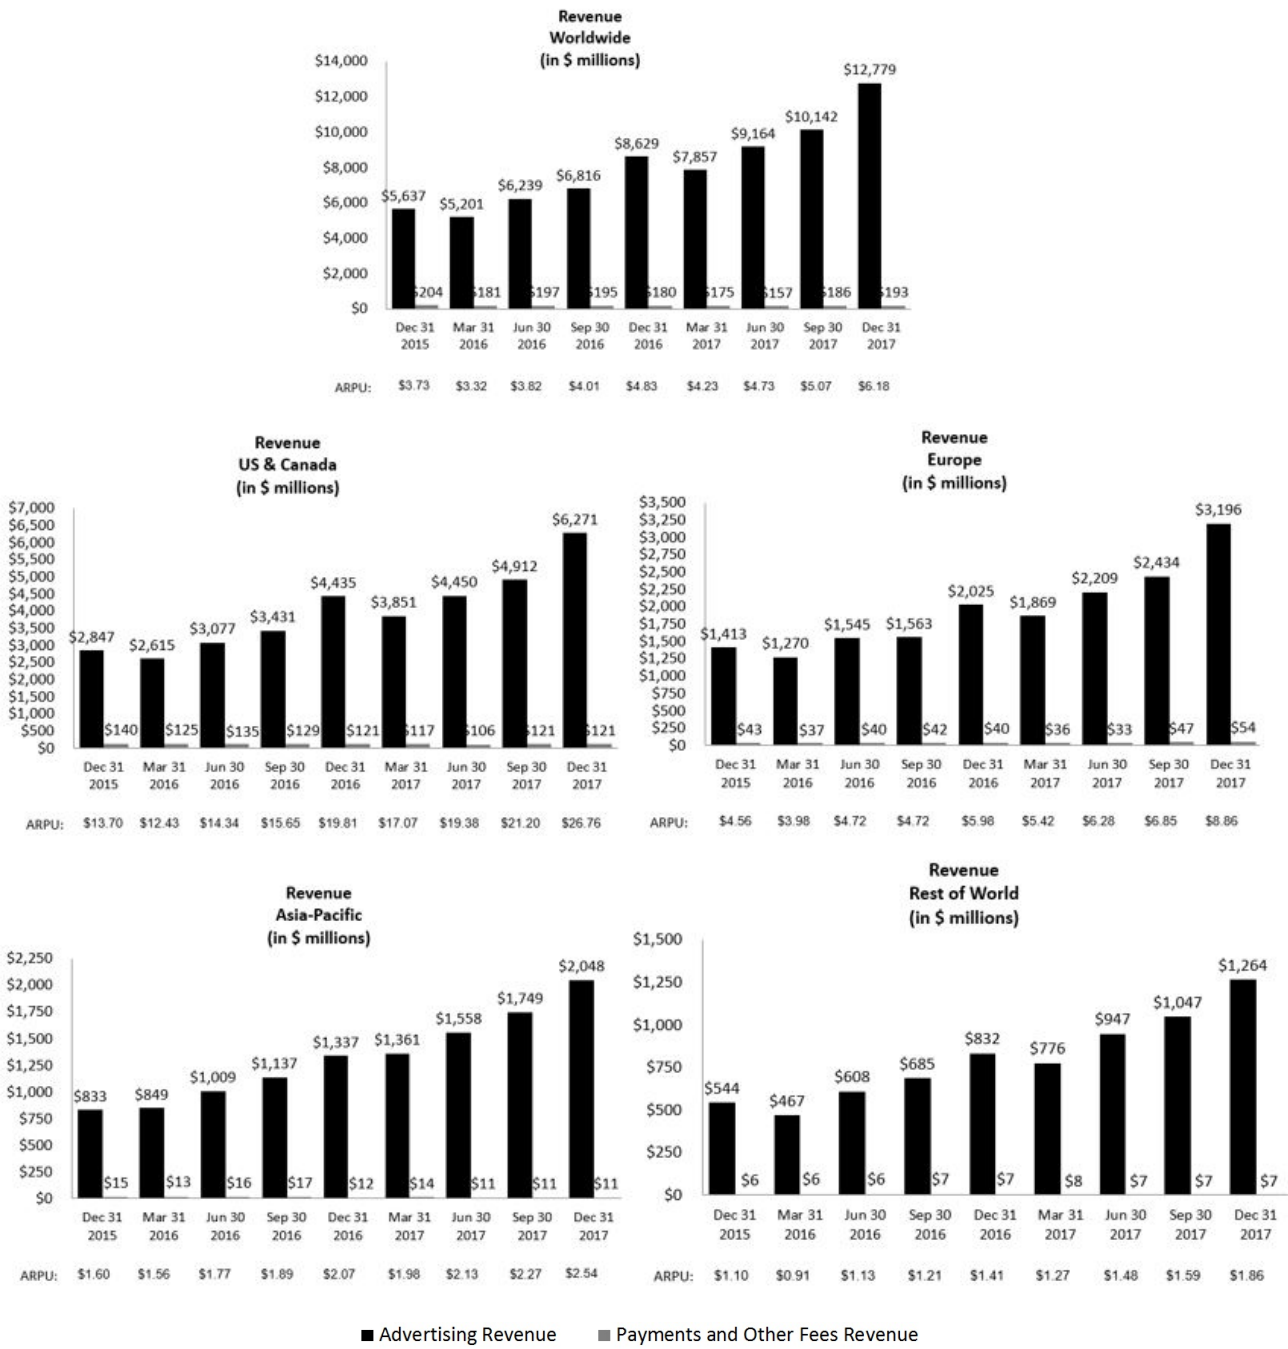 Revenue
Worldwide
(in $ millions)
$14,000
$12,000
$10,000
$8,000
$6,000
$4,000
$2,000
$0
$5,637 $5,201 $6,239 $6,816 $8,629 $7,857 $9,164 $10,142 $12,779
$204 $181 $197 $195 $180 $175 $157 $186 $193
Dec 31 Mar 31 Jun 30 Sep 30 Dec 31 Mar 31 Jun 30 Sep 30 Dec 31
2015 2016 2016 2016 2016 2017 2017 2017 2017
ARPU: $3.73 $3.32 $3.82 $4.01 $4.83 $4.23 $4.73 $5.07 $6.18
Revenue
US & Canada
(in $ millions)
$7,000
$6,500
$6,000
$5,500
$5,000
$4,500
$4,000
$3,500
$3,000
$2,500
$2,000
$1,500
$1,000
$500
$0
$2,847 $2,615 $3,077 $3,431 $4,435 $3,851 $4,450 $4,912 $6,271
$140 $125 $135 $129 $121 $117 $106 $121 $121
Dec 31 Mar 31 Jun 30 Sep 30 Dec 31 Mar 31 Jun 30 Sep 30 Dec 31
2015 2016 2016 2016 2016 2017 2017 2017 2017
ARPU: $13.70 $12.43 $14.34 $15.65 $19.81 $17.07 $19.38 $21.20 $26.76
Revenue
Europe
(in $ millions)
$3,500
$3,250
$3,000
$2,750
$2,500
$2,250
$2,000
$1,750
$1,500
$1,250
$1,000
$750
$500
$250
$0
$1,413 $1,270 $1,545 $1,563 $2,025 $1,869 $2,209 $2,434 $3,196
$43 $37 $40 $42 $40 $36 $33 $47 $54
Dec 31 Mar 31 Jun 30 Sep 30 Dec 31 Mar 31 Jun 30 Sep 30 Dec 31
2015 2016 2016 2016 2016 2017 2017 2017 2017
ARPU: $4.56 $3.98 $4.72 $4.72 $5.98 $5.42 $6.28 $6.85 $8.86
Revenue
Asia-Pacific
(in $ millions)
$2,250
$2,000
$1,750
$1,500
$1,250
$1,000
$750
$500
$250
$0
$833 $849 $1,009 $1,137 $1,337 $1,361 $1,558 $1,749 $2,048
$15 $13 $16 $17 $12 $14 $11 $11 $11
Dec 31 Mar 31 Jun 30 Sep 30 Dec 31 Mar 31 Jun 30 Sep 30 Dec 31
2015 2016 2016 2016 2016 2017 2017 2017 2017
ARPU: $1.60 $1.56 $1.77 $1.89 $2.07 $1.98 $2.13 $2.27 $2.54
Revenue
Rest of World
(in $ millions)
$1,500
$1,250
$1,000
$750
$500
$250
$0
$544 $467 $608 $685 $832 $776 $947 $1,047 $1,264
$6 $6 $6 $7 $7 $8 $7 $7 $7
Dec 31 Mar 31 Jun 30 Sep 30 Dec 31 Mar 31 Jun 30 Sep 30 Dec 31
2015 2016 2016 2016 2016 2017 2017 2017 2017
ARPU: $1.10 $0.91 $1.13 $1.21 $1.41 $1.27 $1.48 $1.59 $1.86
Advertising Revenue Payments and Other Fees Revenue